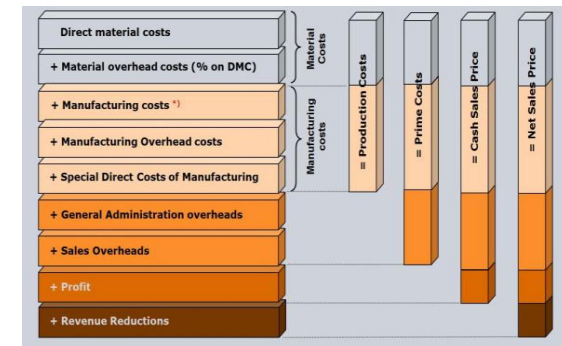 Direct material costs
+ Material overhead costs (% on DMC)
+ Manufacturing costs *)
+ Manufacturing Overhead costs
+ Special Direct Costs of Manufacturing
+ General Administration overheads
+ Sales Overheads
+ Profit
+ Revenue Reductions
Material
Costs
Manufacturing
costs
= Production Costs
= Prime Costs
= Cash Sales Price
= Net Sales Price